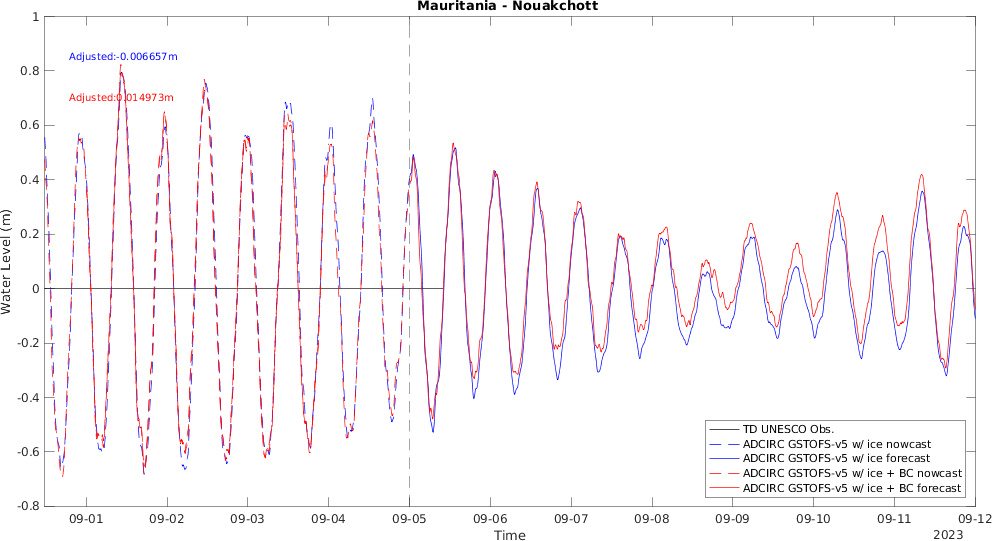 Mauritania - Nouakchott
1
0.8
0.6
0.4
0.2
0
-0.2
-0.4
-0.6
-0.8
Water Level (m)
Adjusted:-0.006657m
Adjusted:0.014973m
TD UNESCO Obs.
ADCIRC GSTOFS-v5 w/ ice nowcast
ADCIRC GSTOFS-v5 w/ ice forecast
ADCIRC GSTOFS-v5 w/ ice + BC nowcast
ADCIRC GSTOFS-v5 w/ ice + BC forecast
09-01 09-02 09-03 09-04 09-05 09-06 09-07 09-08 09-09 09-10 09-11 09-12
Time
2023